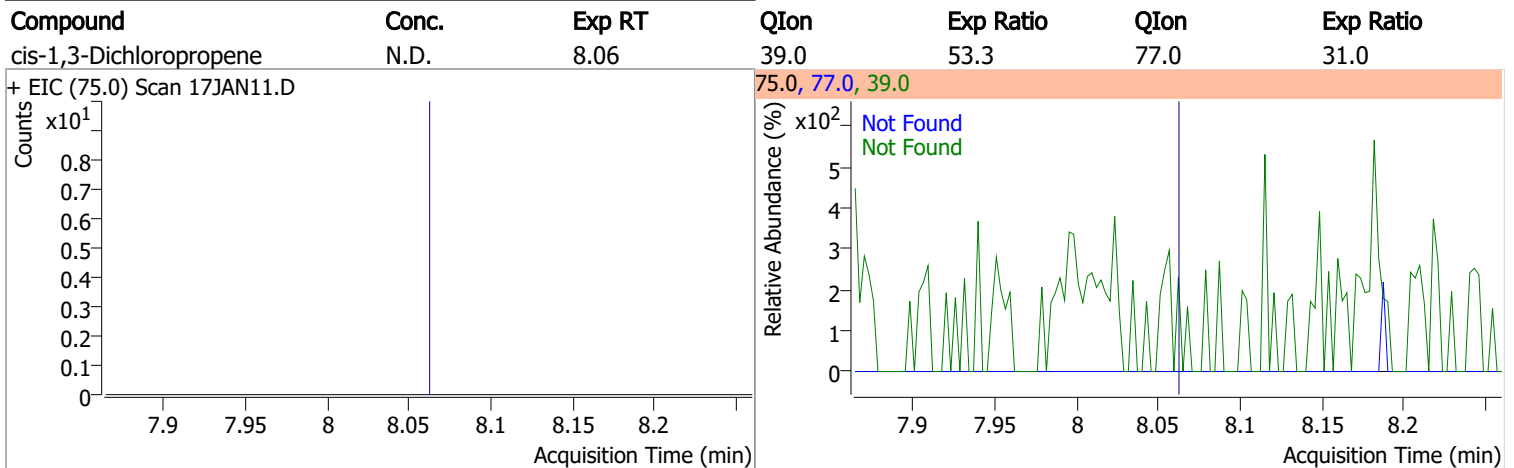 Compound Conc. Exp RT QIon Exp Ratio QIon Exp Ratio
cis-1,3-Dichloropropene N.D. 8.06 39.0 53.3 77.0 31.0
+ EIC (75.0) Scan 17JAN11.D
Counts
x10¹
0.8
0.7
0.6
0.5
0.4
0.3
0.2
0.1
0
7.9 7.95 8 8.05 8.1 8.15 8.2
Acquisition Time (min)
75.0, 77.0, 39.0
Relative Abundance (%)
x10²
Not Found
Not Found
5
4
3
2
1
0
7.9 7.95 8 8.05 8.1 8.15 8.2
Acquisition Time (min)